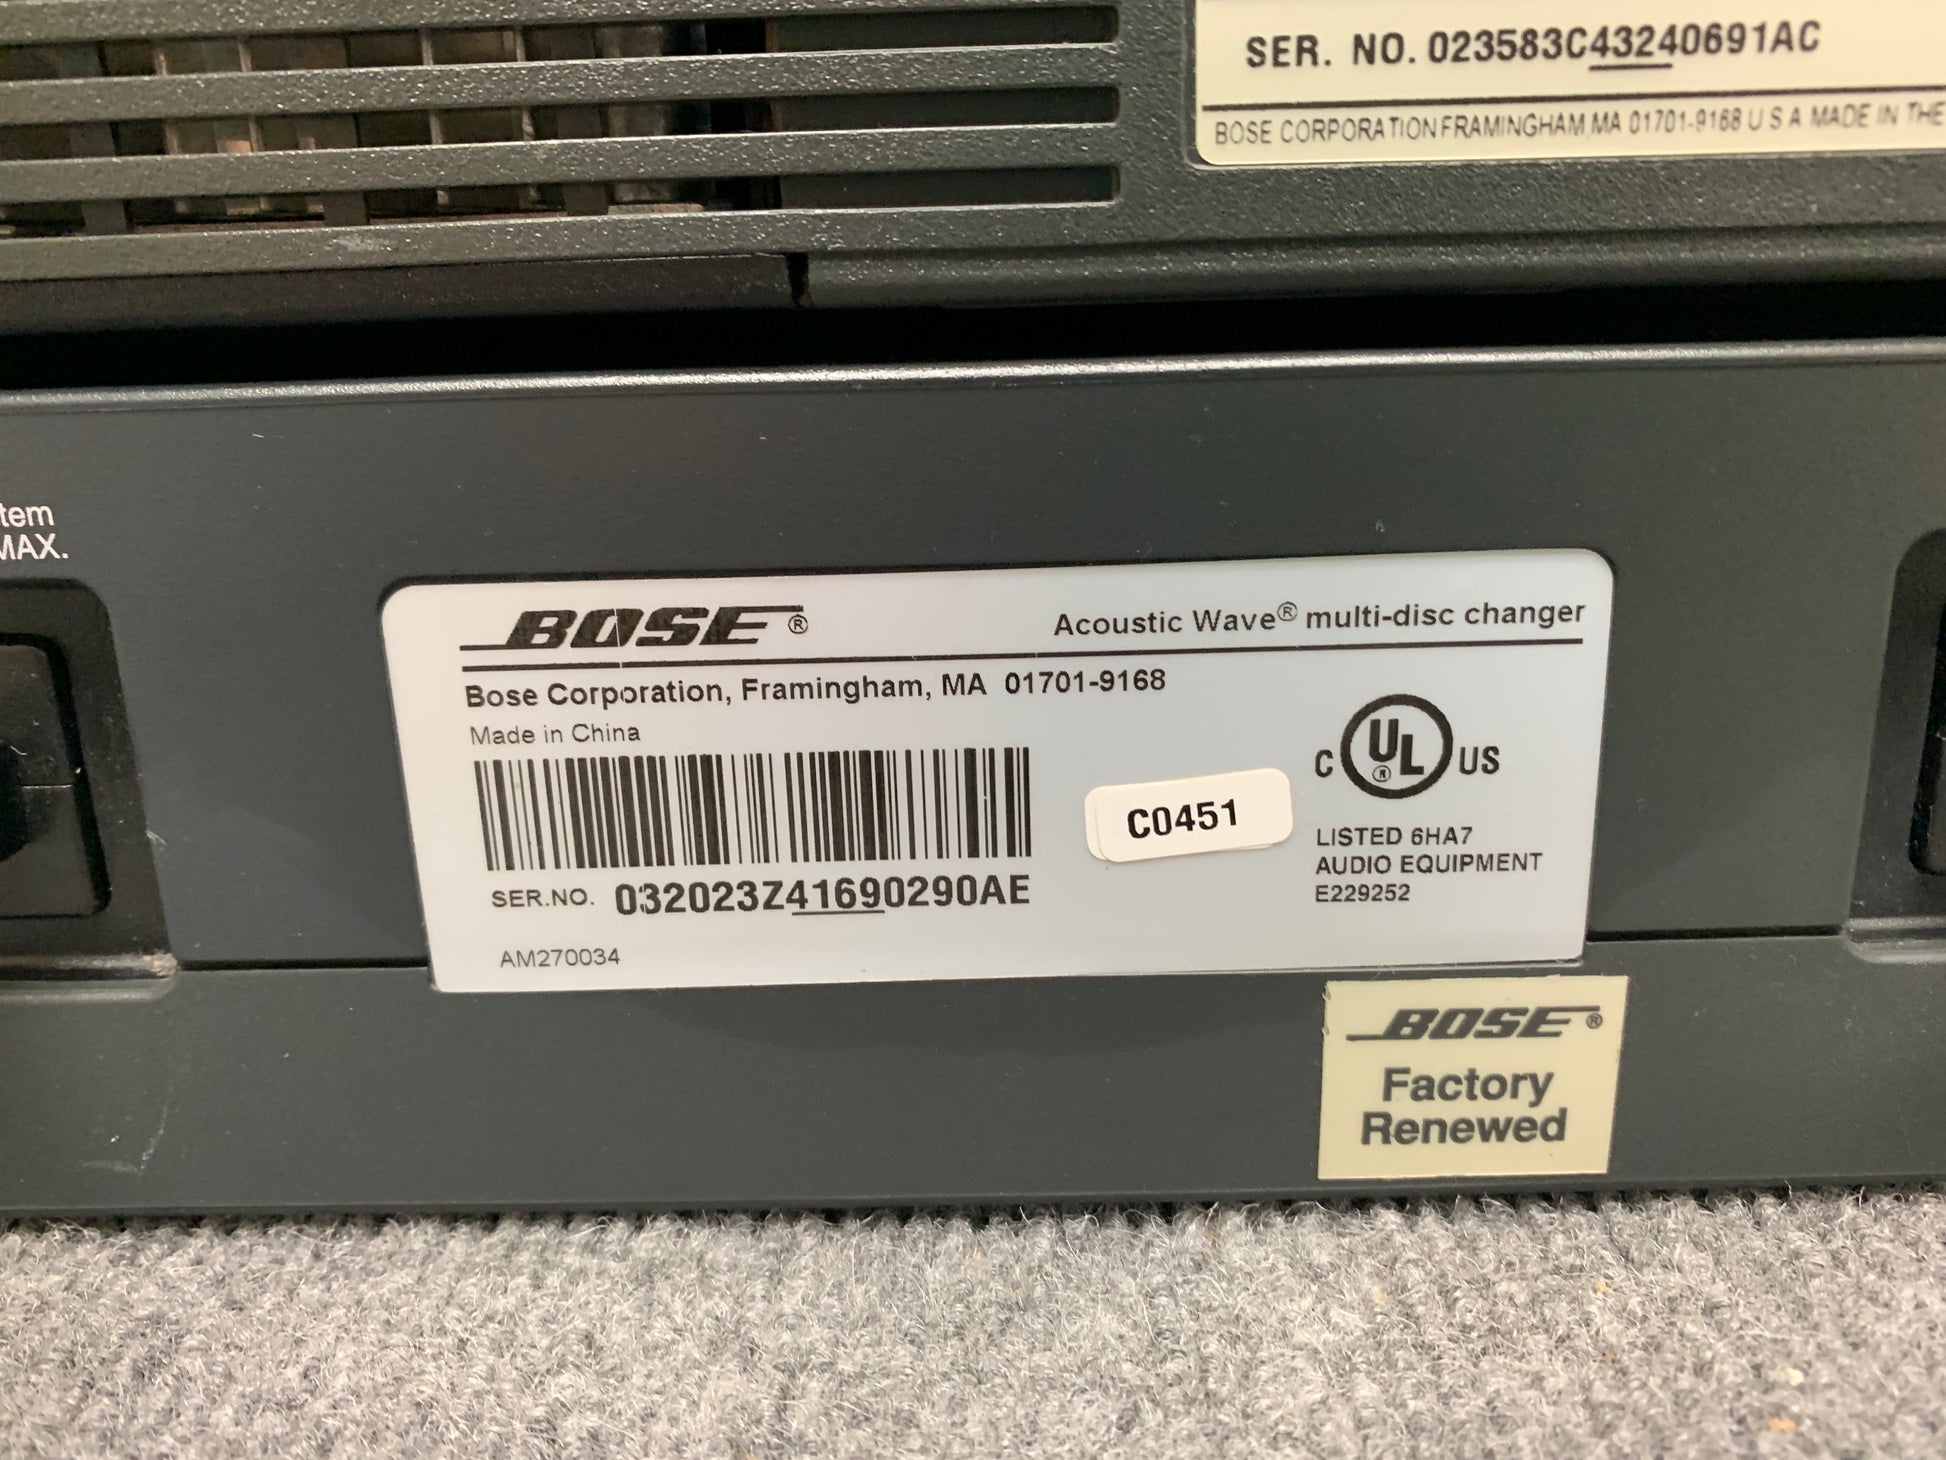 SER. NO. 023583C43240691AC
BOSE CORPORATION FRAMINGHAM, MA 01701-9168 U S A MADE IN THE
tem
MAX.
BOSE®
Acoustic Wave® multi-disc changer
Bose Corporation, Framingham, MA 01701-9168
Made in China
C UL® US
C0451
LISTED 6HA7
AUDIO EQUIPMENT
E229252
SER.NO. 032023Z41690290AE
AM270034
BOSE®
Factory
Renewed